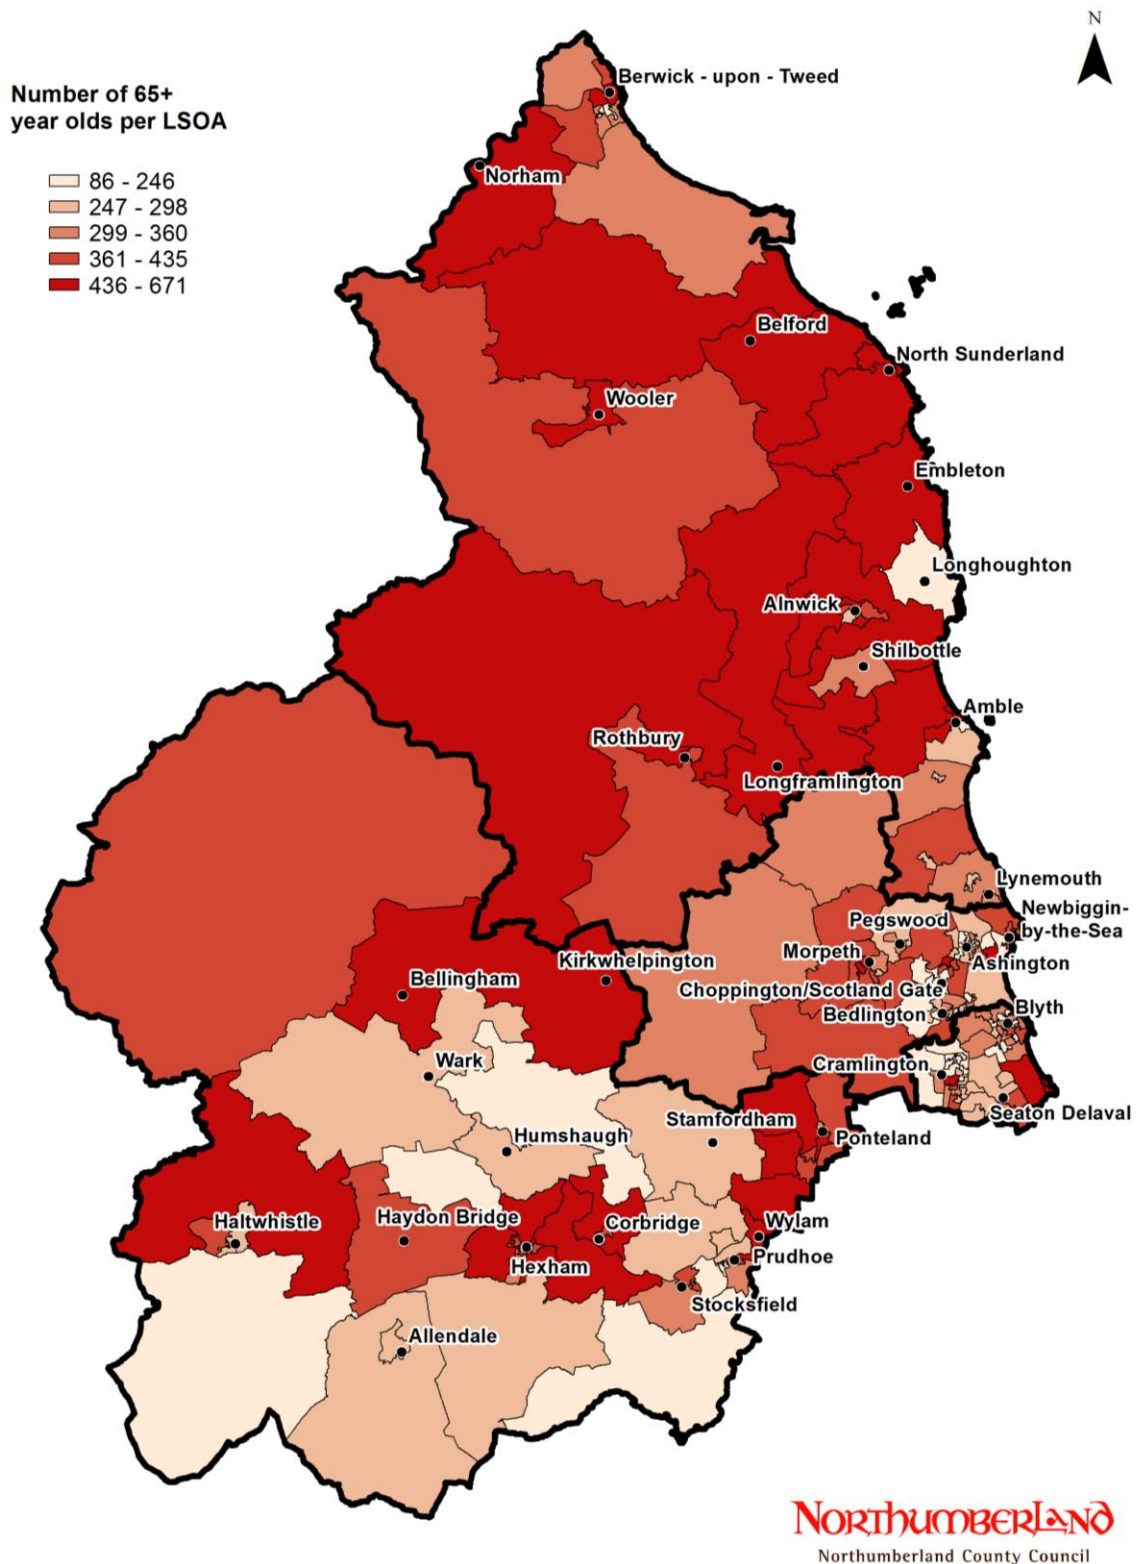 N
Number of 65+
year olds per LSOA
86 - 246
247 - 298
299 - 360
361 - 435
436 - 671
Berwick - upon - Tweed
Norham
Belford
North Sunderland
Wooler
Embleton
Longhoughton
Alnwick
Shilbottle
Amble
Rothbury
Longframlington
Lynemouth
Pegswood
Newbiggin-
by-the-Sea
Morpeth
Kirkwhelpington
Ashington
Bellingham
Choppington/Scotland Gate
Bedlington
Blyth
Wark
Cramlington
Seaton Delaval
Stamfordham
Humshaugh
Ponteland
Haltwhistle
Haydon Bridge
Corbridge
Wylam
Hexham
Prudhoe
Stocksfield
Allendale
NORThUMBERLAND
Northumberland County Council